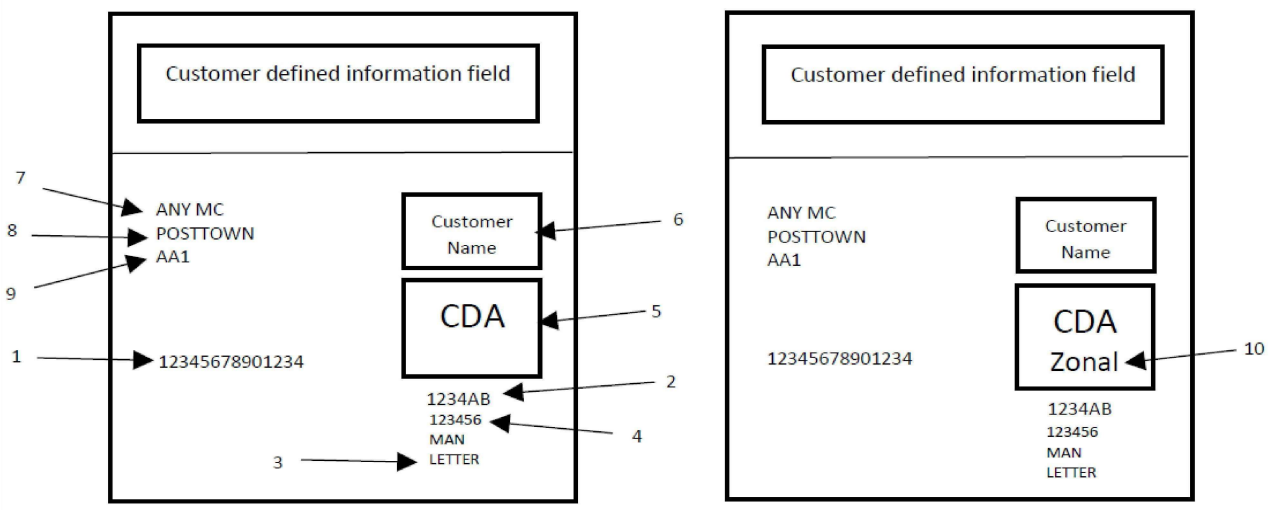 Customer defined information field
7
ANY MC
8
POSTTOWN
9
AA1
Customer
Name
6
CDA
5
1
12345678901234
1234AB
2
123456
4
MAN
3
LETTER
Customer defined information field
ANY MC
POSTTOWN
AA1
Customer
Name
CDA
Zonal
10
12345678901234
1234AB
123456
MAN
LETTER